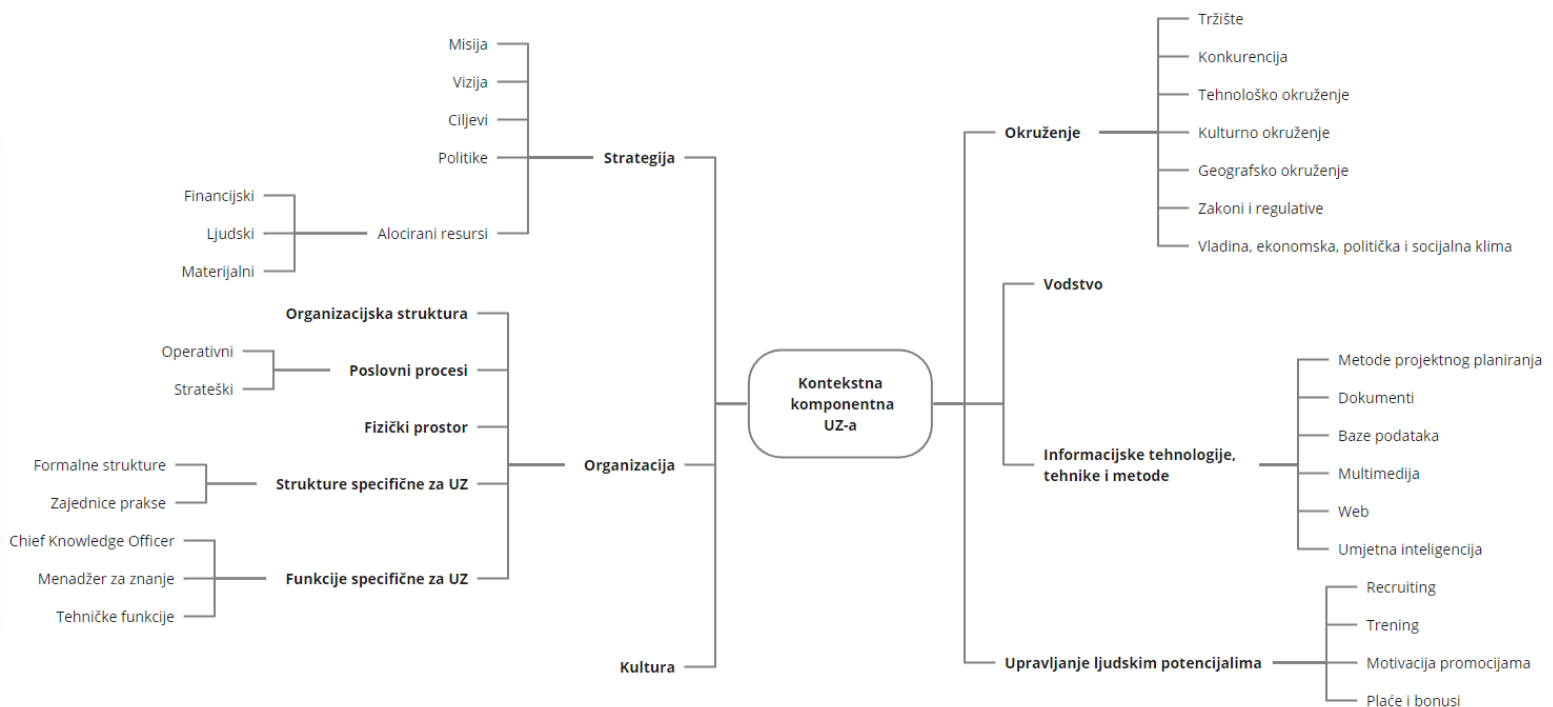 Kontekstna
komponentna
UZ-a
Strategija
Misija
Vizija
Ciljevi
Politike
Alocirani resursi
Financijski
Ljudski
Materijalni
Organizacija
Organizacijska struktura
Poslovni procesi
Operativni
Strateški
Fizički prostor
Strukture specifične za UZ
Formalne strukture
Zajednice prakse
Funkcije specifične za UZ
Chief Knowledge Officer
Menadžer za znanje
Tehničke funkcije
Kultura
Okruženje
Tržište
Konkurencija
Tehnološko okruženje
Kulturno okruženje
Geografsko okruženje
Zakoni i regulative
Vladina, ekonomska, politička i socijalna klima
Vodstvo
Informacijske tehnologije,
tehnike i metode
Metode projektnog planiranja
Dokumenti
Baze podataka
Multimedija
Web
Umjetna inteligencija
Upravljanje ljudskim potencijalima
Recruiting
Trening
Motivacija promocijama
Plaće i bonusi